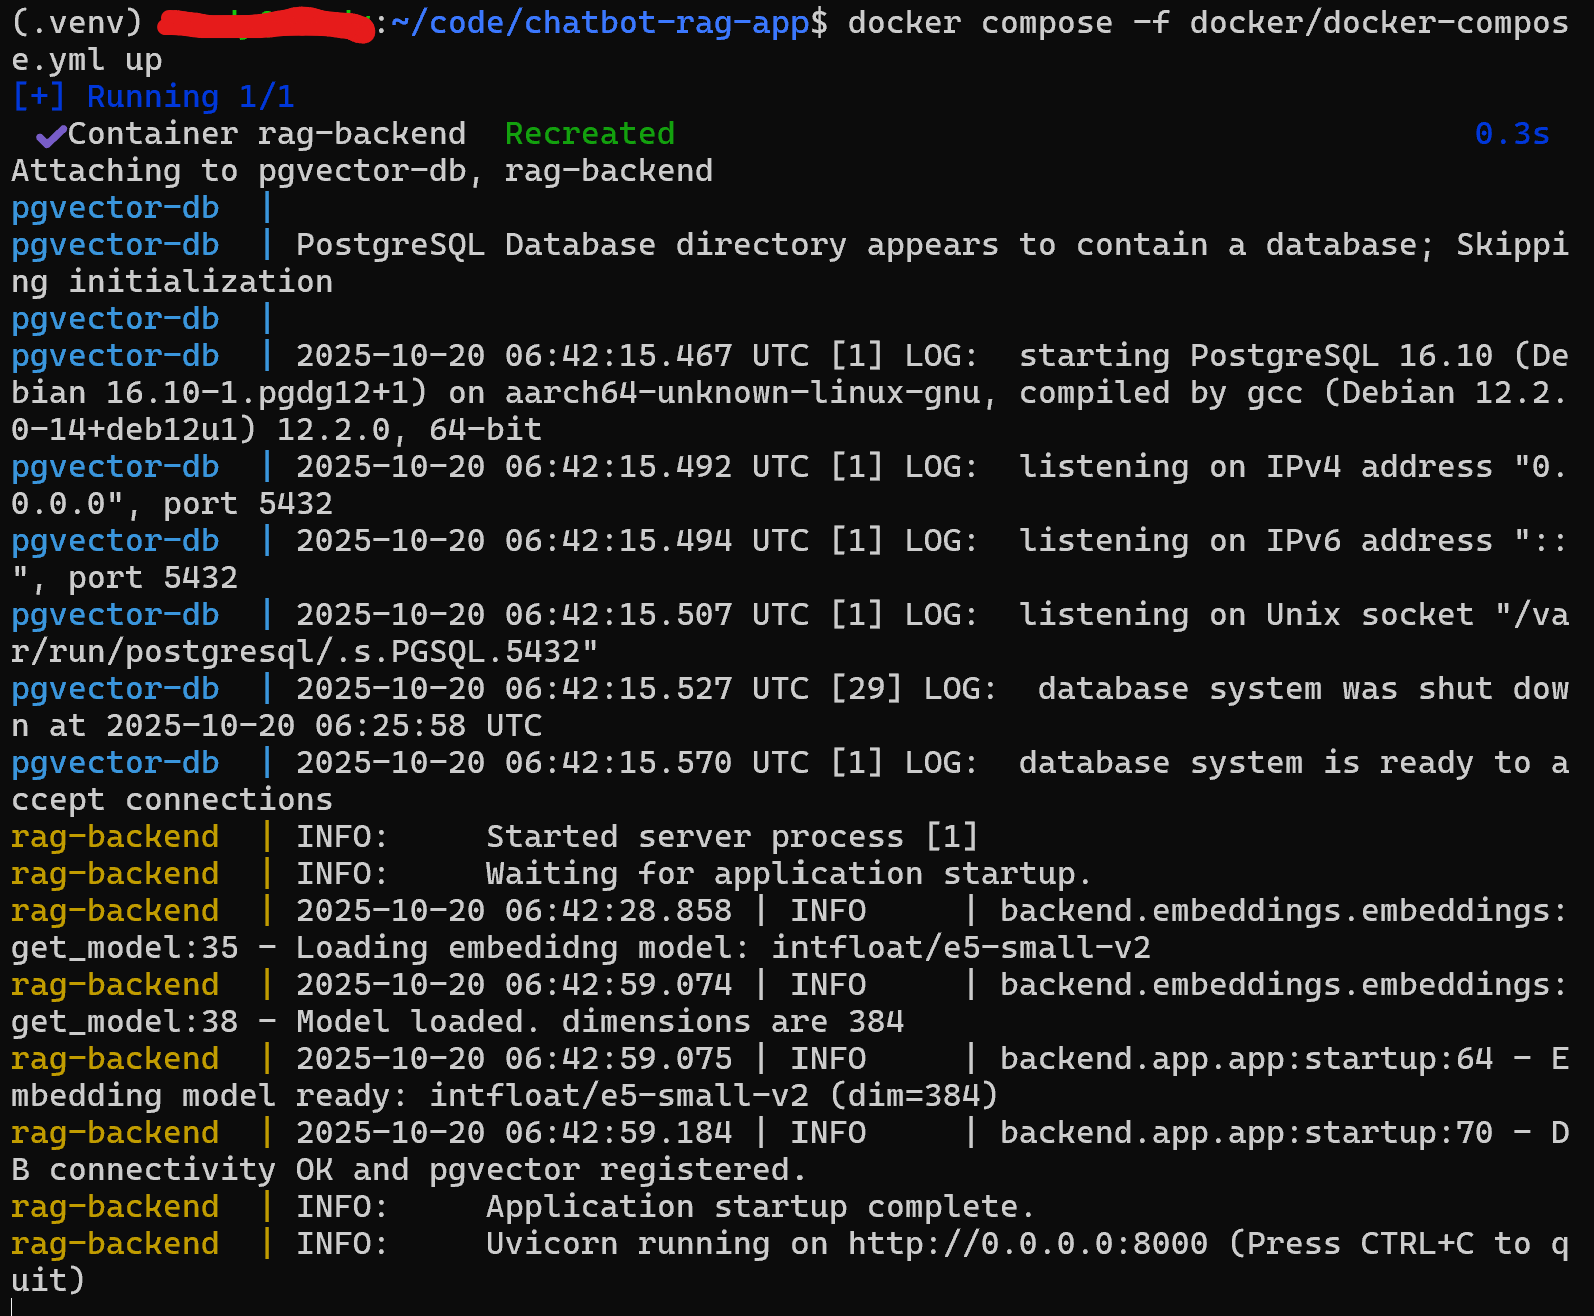 (.venv) :~/code/chatbot-rag-app$ docker compose -f docker/docker-compos
e.yml up
[+] Running 1/1
✔Container rag-backend  Recreated 0.3s
Attaching to pgvector-db, rag-backend
pgvector-db  |
pgvector-db  | PostgreSQL Database directory appears to contain a database; Skippi
ng initialization
pgvector-db  |
pgvector-db  | 2025-10-20 06:42:15.467 UTC [1] LOG:  starting PostgreSQL 16.10 (De
bian 16.10-1.pgdg12+1) on aarch64-unknown-linux-gnu, compiled by gcc (Debian 12.2.
0-14+deb12u1) 12.2.0, 64-bit
pgvector-db  | 2025-10-20 06:42:15.492 UTC [1] LOG:  listening on IPv4 address "0.
0.0.0", port 5432
pgvector-db  | 2025-10-20 06:42:15.494 UTC [1] LOG:  listening on IPv6 address "::
", port 5432
pgvector-db  | 2025-10-20 06:42:15.507 UTC [1] LOG:  listening on Unix socket "/va
r/run/postgresql/.s.PGSQL.5432"
pgvector-db  | 2025-10-20 06:42:15.527 UTC [29] LOG:  database system was shut dow
n at 2025-10-20 06:25:58 UTC
pgvector-db  | 2025-10-20 06:42:15.570 UTC [1] LOG:  database system is ready to a
ccept connections
rag-backend  | INFO:     Started server process [1]
rag-backend  | INFO:     Waiting for application startup.
rag-backend  | 2025-10-20 06:42:28.858 | INFO     | backend.embeddings.embeddings:
get_model:35 - Loading embedidng model: intfloat/e5-small-v2
rag-backend  | 2025-10-20 06:42:59.074 | INFO     | backend.embeddings.embeddings:
get_model:38 - Model loaded. dimensions are 384
rag-backend  | 2025-10-20 06:42:59.075 | INFO     | backend.app.app:startup:64 - E
mbedding model ready: intfloat/e5-small-v2 (dim=384)
rag-backend  | 2025-10-20 06:42:59.184 | INFO     | backend.app.app:startup:70 - D
B connectivity OK and pgvector registered.
rag-backend  | INFO:     Application startup complete.
rag-backend  | INFO:     Uvicorn running on http://0.0.0.0:8000 (Press CTRL+C to q
uit)